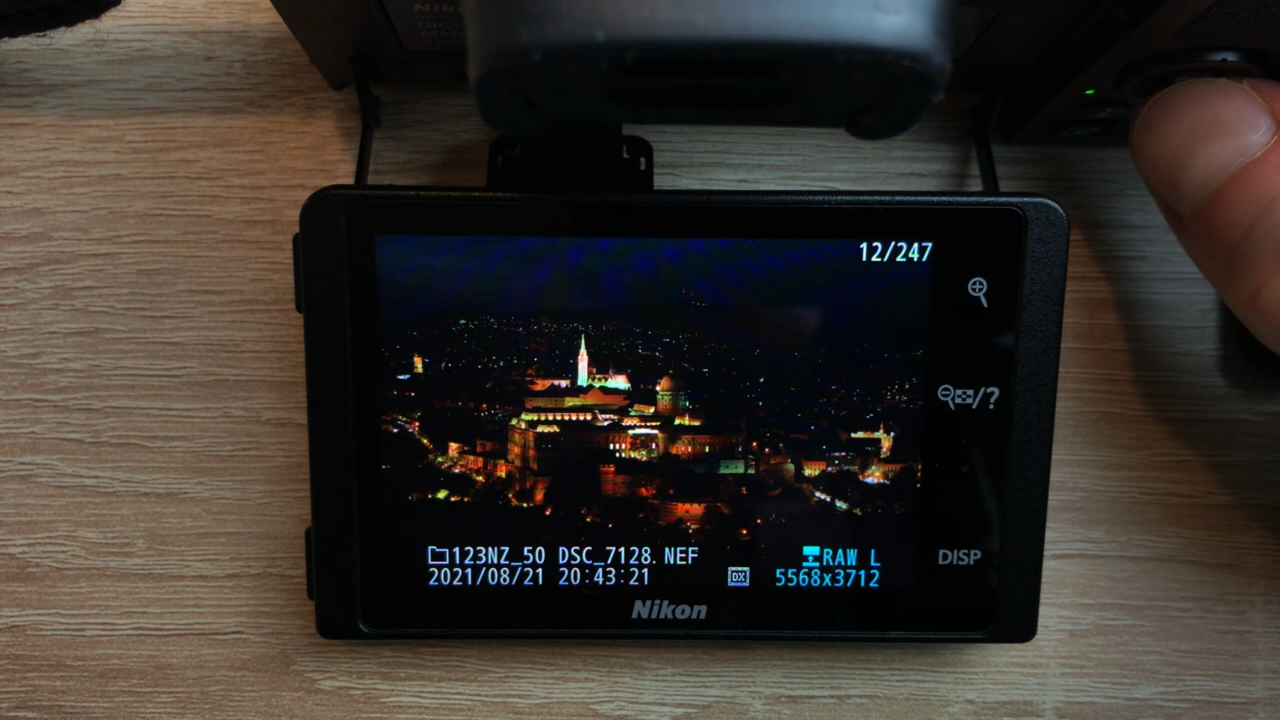 12/247
/?
123NZ_50 DSC_7128.NEF
RAW L
2021/08/21 20:43:21
DX
5568x3712
DISP
Nikon